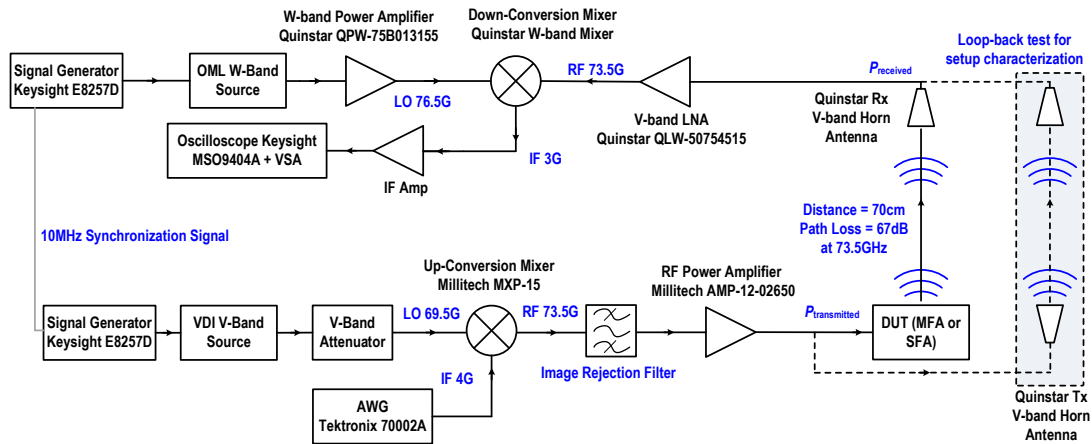 W-band Power Amplifier
Quinstar QPW-75B013155
Down-Conversion Mixer
Quinstar W-band Mixer
Signal Generator
Keysight E8257D
OML W-Band
Source
LO 76.5G
RF 73.5G
V-band LNA
Quinstar QLW-50754515
Preceived
Loop-back test for
setup characterization
Quinstar Rx
V-band Horn
Antenna
Oscilloscope Keysight
MSO9404A + VSA
IF Amp
IF 3G
Distance = 70cm
Path Loss = 67dB
at 73.5GHz
10MHz Synchronization Signal
Up-Conversion Mixer
Millitech MXP-15
RF Power Amplifier
Millitech AMP-12-02650
Signal Generator
Keysight E8257D
VDI V-Band
Source
V-Band
Attenuator
LO 69.5G
RF 73.5G
Image Rejection Filter
Ptransmitted
DUT (MFA or
SFA)
IF 4G
AWG
Tektronix 70002A
Quinstar Tx
V-band Horn
Antenna